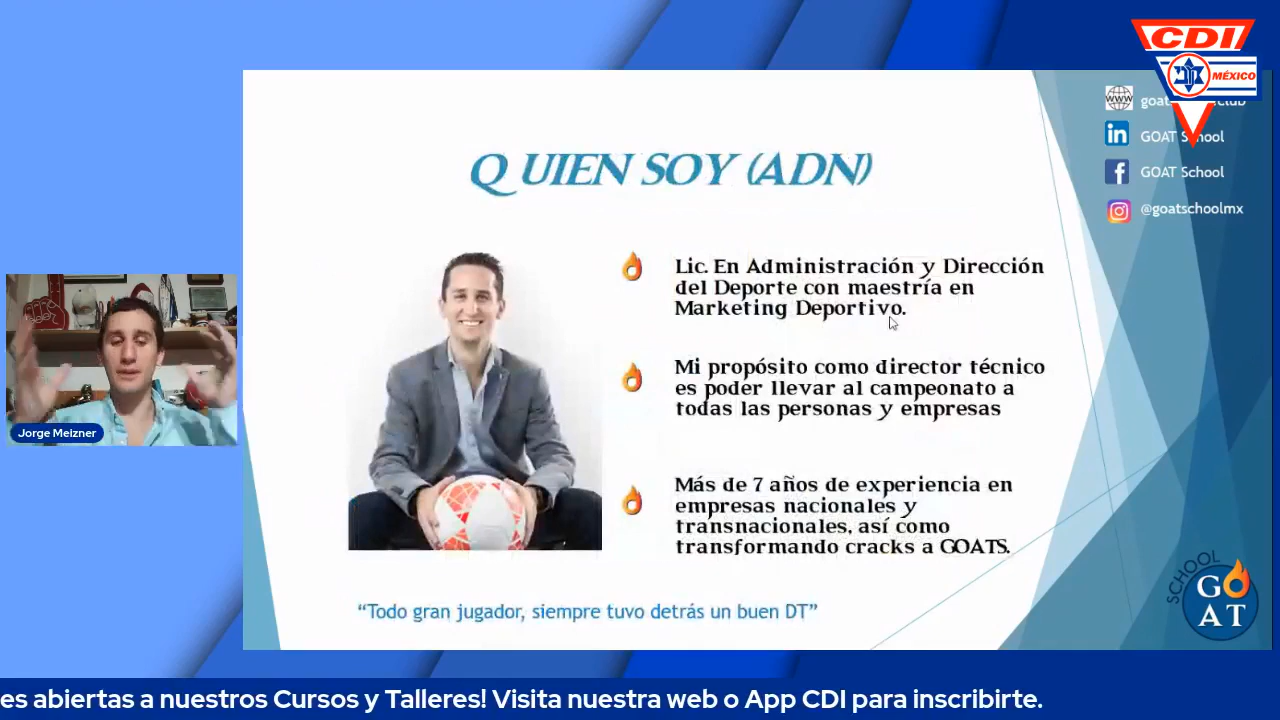 CDI
MÉXICO
www
GOAT School
GOAT School
@goatschoolmx
QUIEN SOY (ADN)
Lic. En Administración y Dirección
del Deporte con maestría en
Marketing Deportivo.
Mi propósito como director técnico
es poder llevar al campeonato a
todas las personas y empresas
Más de 7 años de experiencia en
empresas nacionales y
transnacionales, así como
transformando cracks a GOATS.
“Todo gran jugador, siempre tuvo detrás un buen DT”
Jorge Meizner
SCHOOL
GO
AT
es abiertas a nuestros Cursos y Talleres! Visita nuestra web o App CDI para inscribirte.